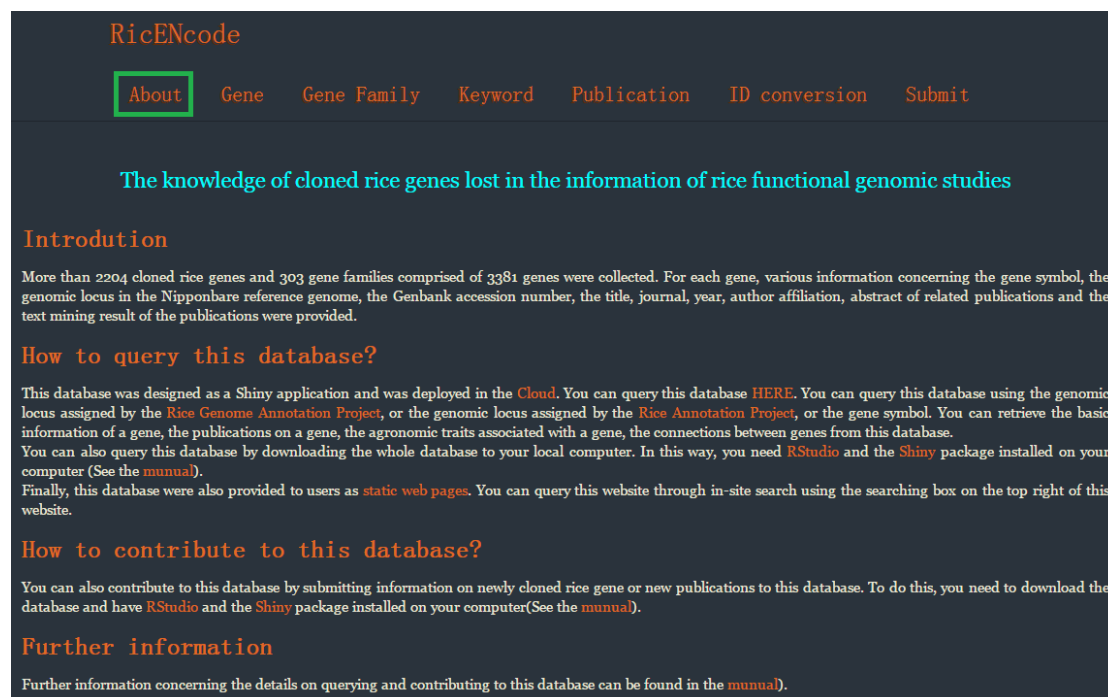 RicENcode
About Gene Gene Family Keyword Publication ID conversion Submit
The knowledge of cloned rice genes lost in the information of rice functional genomic studies
Introdution
More than 2204 cloned rice genes and 303 gene families comprised of 3381 genes were collected. For each gene, various information concerning the gene symbol, the
genomic locus in the Nipponbare reference genome, the Genbank accession number, the title, journal, year, author affiliation, abstract of related publications and the
text mining result of the publications were provided.
How to query this database?
This database was designed as a Shiny application and was deployed in the Cloud. You can query this database HERE. You can query this database using the genomic
locus assigned by the Rice Genome Annotation Project, or the genomic locus assigned by the Rice Annotation Project, or the gene symbol. You can retrieve the basic
information of a gene, the publications on a gene, the agronomic traits associated with a gene, the connections between genes from this database.
You can also query this database by downloading the whole database to your local computer. In this way, you need RStudio and the Shiny package installed on your
computer (See the munual).
Finally, this database were also provided to users as static web pages. You can query this website through in-site search using the searching box on the top right of this
website.
How to contribute to this database?
You can also contribute to this database by submitting information on newly cloned rice gene or new publications to this database. To do this, you need to download the
database and have RStudio and the Shiny package installed on your computer(See the munual).
Further information
Further information concerning the details on querying and contributing to this database can be found in the munual).